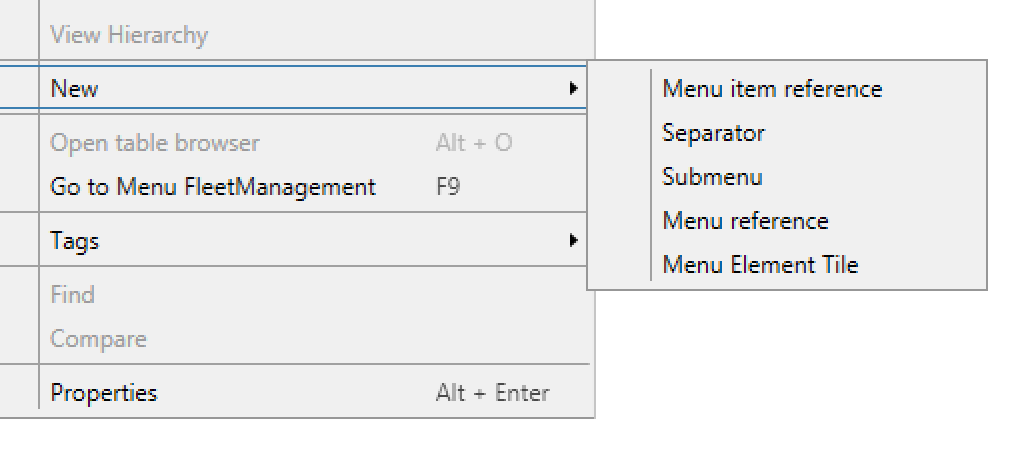 View Hierarchy
New
Open table browser Alt + O
Go to Menu FleetManagement F9
Tags
Find
Compare
Properties Alt + Enter
Menu item reference
Separator
Submenu
Menu reference
Menu Element Tile